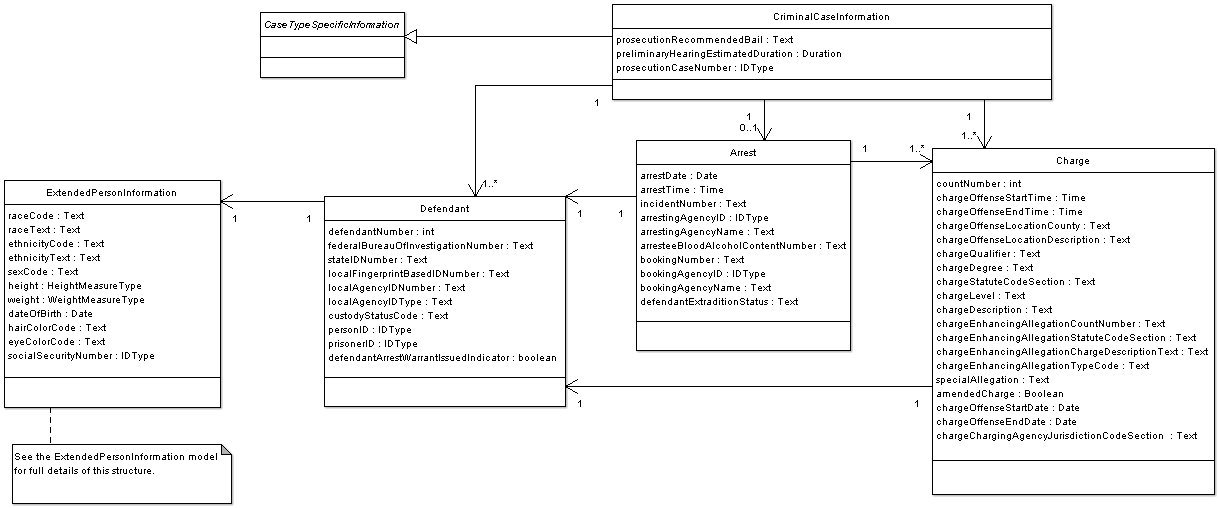 CaseTypeSpecificInformation
CriminalCaseInformation
prosecutionRecommendedBail : Text
preliminaryHearingEstimatedDuration : Duration
prosecutionCaseNumber : IDType
1
1
0..1
1
1..*
1..*
Arrest
arrestDate : Date
arrestTime : Time
incidentNumber : Text
arrestingAgencyID : IDType
arrestingAgencyName : Text
arresteeBloodAlcoholContentNumber : Text
bookingNumber : Text
bookingAgencyID : IDType
bookingAgencyName : Text
defendantExtraditionStatus : Text
1
1..*
1
1
Charge
countNumber : int
chargeOffenseStartTime : Time
chargeOffenseEndTime : Time
chargeOffenseLocationCounty : Text
chargeOffenseLocationDescription : Text
chargeQualifier : Text
chargeDegree : Text
chargeStatuteCodeSection : Text
chargeLevel : Text
chargeDescription : Text
chargeEnhancingAllegationCountNumber : Text
chargeEnhancingAllegationStatuteCodeSection : Text
chargeEnhancingAllegationChargeDescriptionText : Text
chargeEnhancingAllegationTypeCode : Text
specialAllegation : Text
amendedCharge : Boolean
chargeOffenseStartDate : Date
chargeOffenseEndDate : Date
chargeChargingAgencyJurisdictionCodeSection : Text
1
1
Defendant
defendantNumber : int
federalBureauOfInvestigationNumber : Text
stateIDNumber : Text
localFingerprintBasedIDNumber : Text
localAgencyIDNumber : Text
localAgencyIDType : Text
custodyStatusCode : Text
personID : IDType
prisonerID : IDType
defendantArrestWarrantIssuedIndicator : boolean
1
1
ExtendedPersonInformation
raceCode : Text
raceText : Text
ethnicityCode : Text
ethnicityText : Text
sexCode : Text
height : HeightMeasureType
weight : WeightMeasureType
dateOfBirth : Date
hairColorCode : Text
eyeColorCode : Text
socialSecurityNumber : IDType
See the ExtendedPersonInformation model
for full details of this structure.